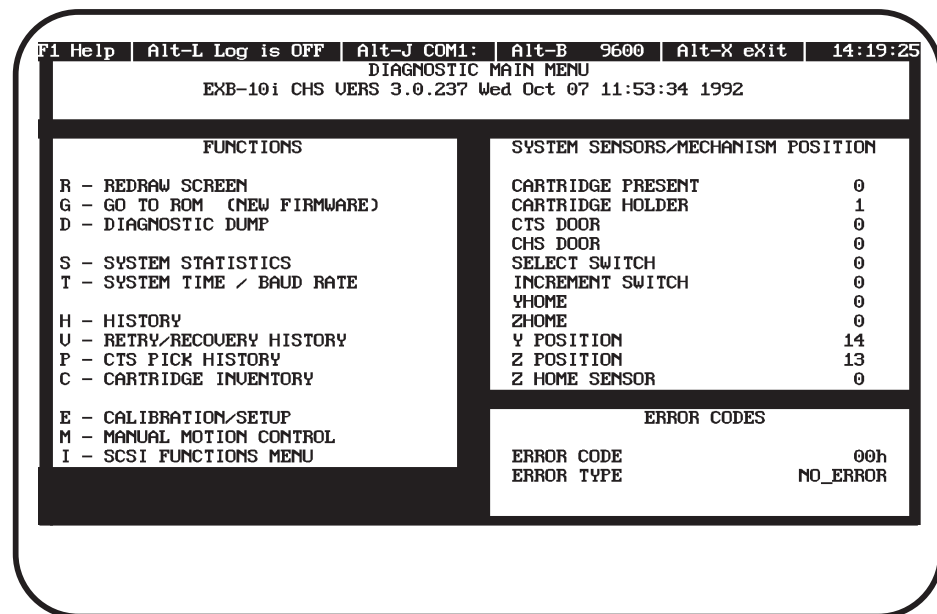 F1 Help | Alt-L Log is OFF | Alt-J COM1: | Alt-B 9600 | Alt-X eXit | 14:19:25
DIAGNOSTIC MAIN MENU
EXB-10i CHS VERS 3.0.237 Wed Oct 07 11:53:34 1992
FUNCTIONS
R - REDRAW SCREEN
G - GO TO ROM (NEW FIRMWARE)
D - DIAGNOSTIC DUMP
S - SYSTEM STATISTICS
T - SYSTEM TIME / BAUD RATE
H - HISTORY
V - RETRY/RECOVERY HISTORY
P - CTS PICK HISTORY
C - CARTRIDGE INVENTORY
E - CALIBRATION/SETUP
M - MANUAL MOTION CONTROL
I - SCSI FUNCTIONS MENU
SYSTEM SENSORS/MECHANISM POSITION
CARTRIDGE PRESENT 0
CARTRIDGE HOLDER 1
CTS DOOR 0
CHS DOOR 0
SELECT SWITCH 0
INCREMENT SWITCH 0
YHOME 0
ZHOME 0
Y POSITION 14
Z POSITION 13
Z HOME SENSOR 0
ERROR CODES
ERROR CODE 00h
ERROR TYPE NO_ERROR